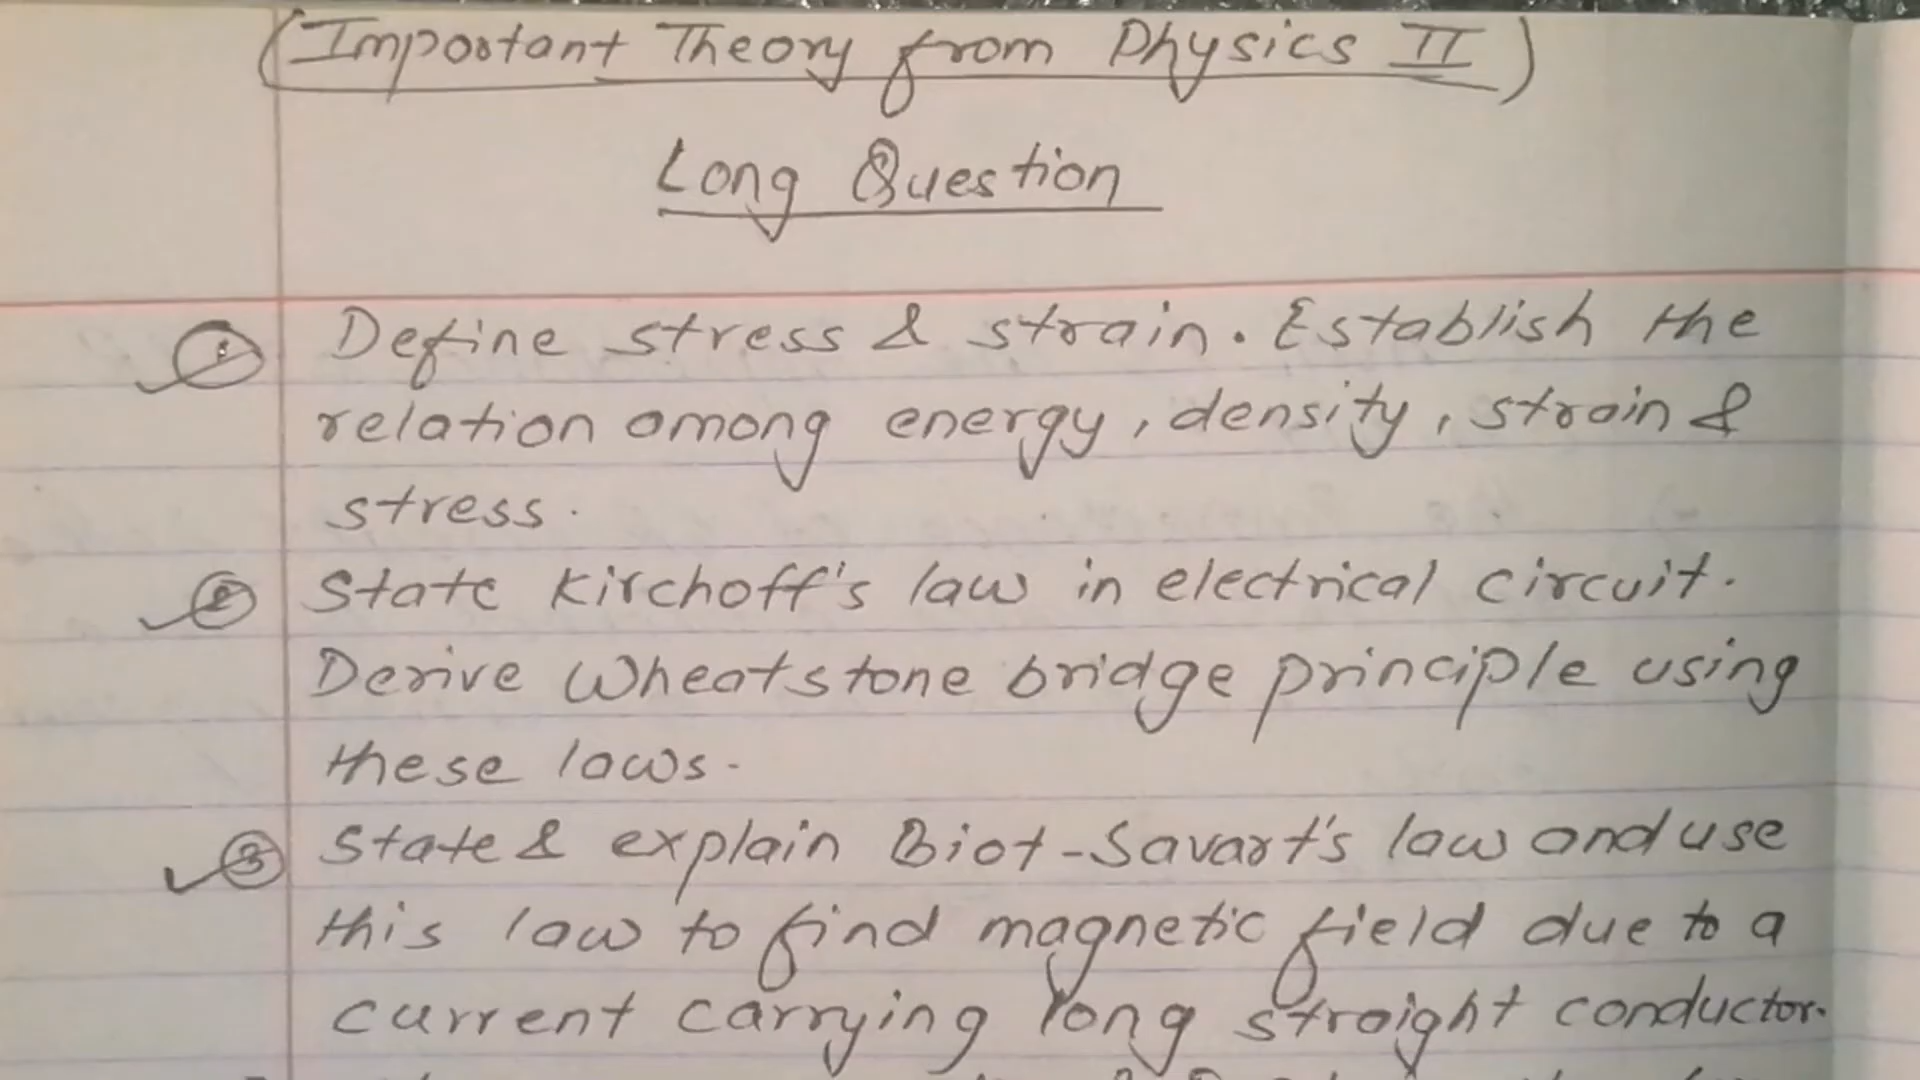 (Important Theory from Physics II)
Long Question
1 Define stress & strain. Establish the
relation among energy, density, strain &
stress.
2 State Kirchoff's law in electrical circuit.
Derive Wheatstone bridge principle using
these laws.
3 State & explain Biot-Savart's law and use
this law to find magnetic field due to a
current carrying long straight conductor.